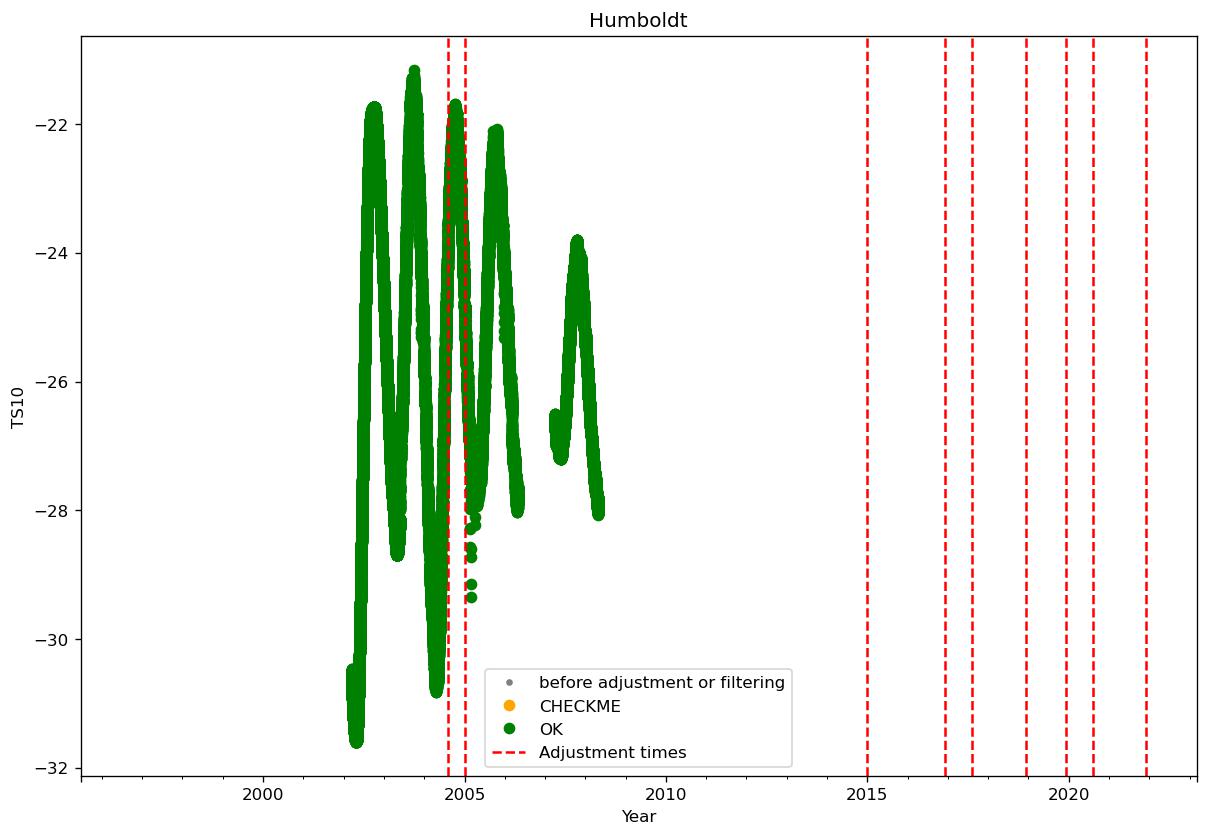 Humboldt
TS10
−22
−24
−26
−28
−30
−32
before adjustment or filtering
CHECKME
OK
Adjustment times
2000
2005
2010
2015
2020
Year